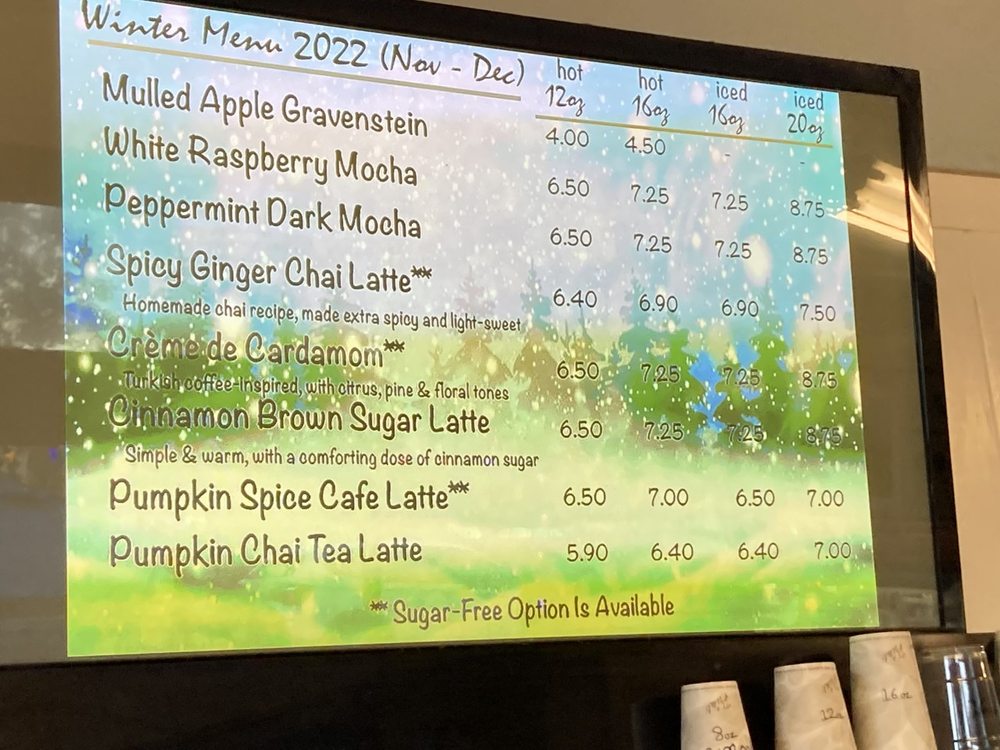 Winter Menu 2022 (Nov - Dec) hot 12oz hot 16oz iced 16oz iced 20oz
Mulled Apple Gravenstein 4.00 4.50 - -
White Raspberry Mocha 6.50 7.25 7.25 8.75
Peppermint Dark Mocha 6.50 7.25 7.25 8.75
Spicy Ginger Chai Latte** 6.40 6.90 6.90 7.50
Homemade chai recipe, made extra spicy and light-sweet
Crème de Cardamom** 6.50 7.25 7.25 8.75
Turkish coffee-inspired, with citrus, pine & floral tones
Cinnamon Brown Sugar Latte 6.50 7.25 7.25 8.75
Simple & warm, with a comforting dose of cinnamon sugar
Pumpkin Spice Cafe Latte** 6.50 7.00 6.50 7.00
Pumpkin Chai Tea Latte 5.90 6.40 6.40 7.00
** Sugar-Free Option Is Available
8oz
12oz
16oz